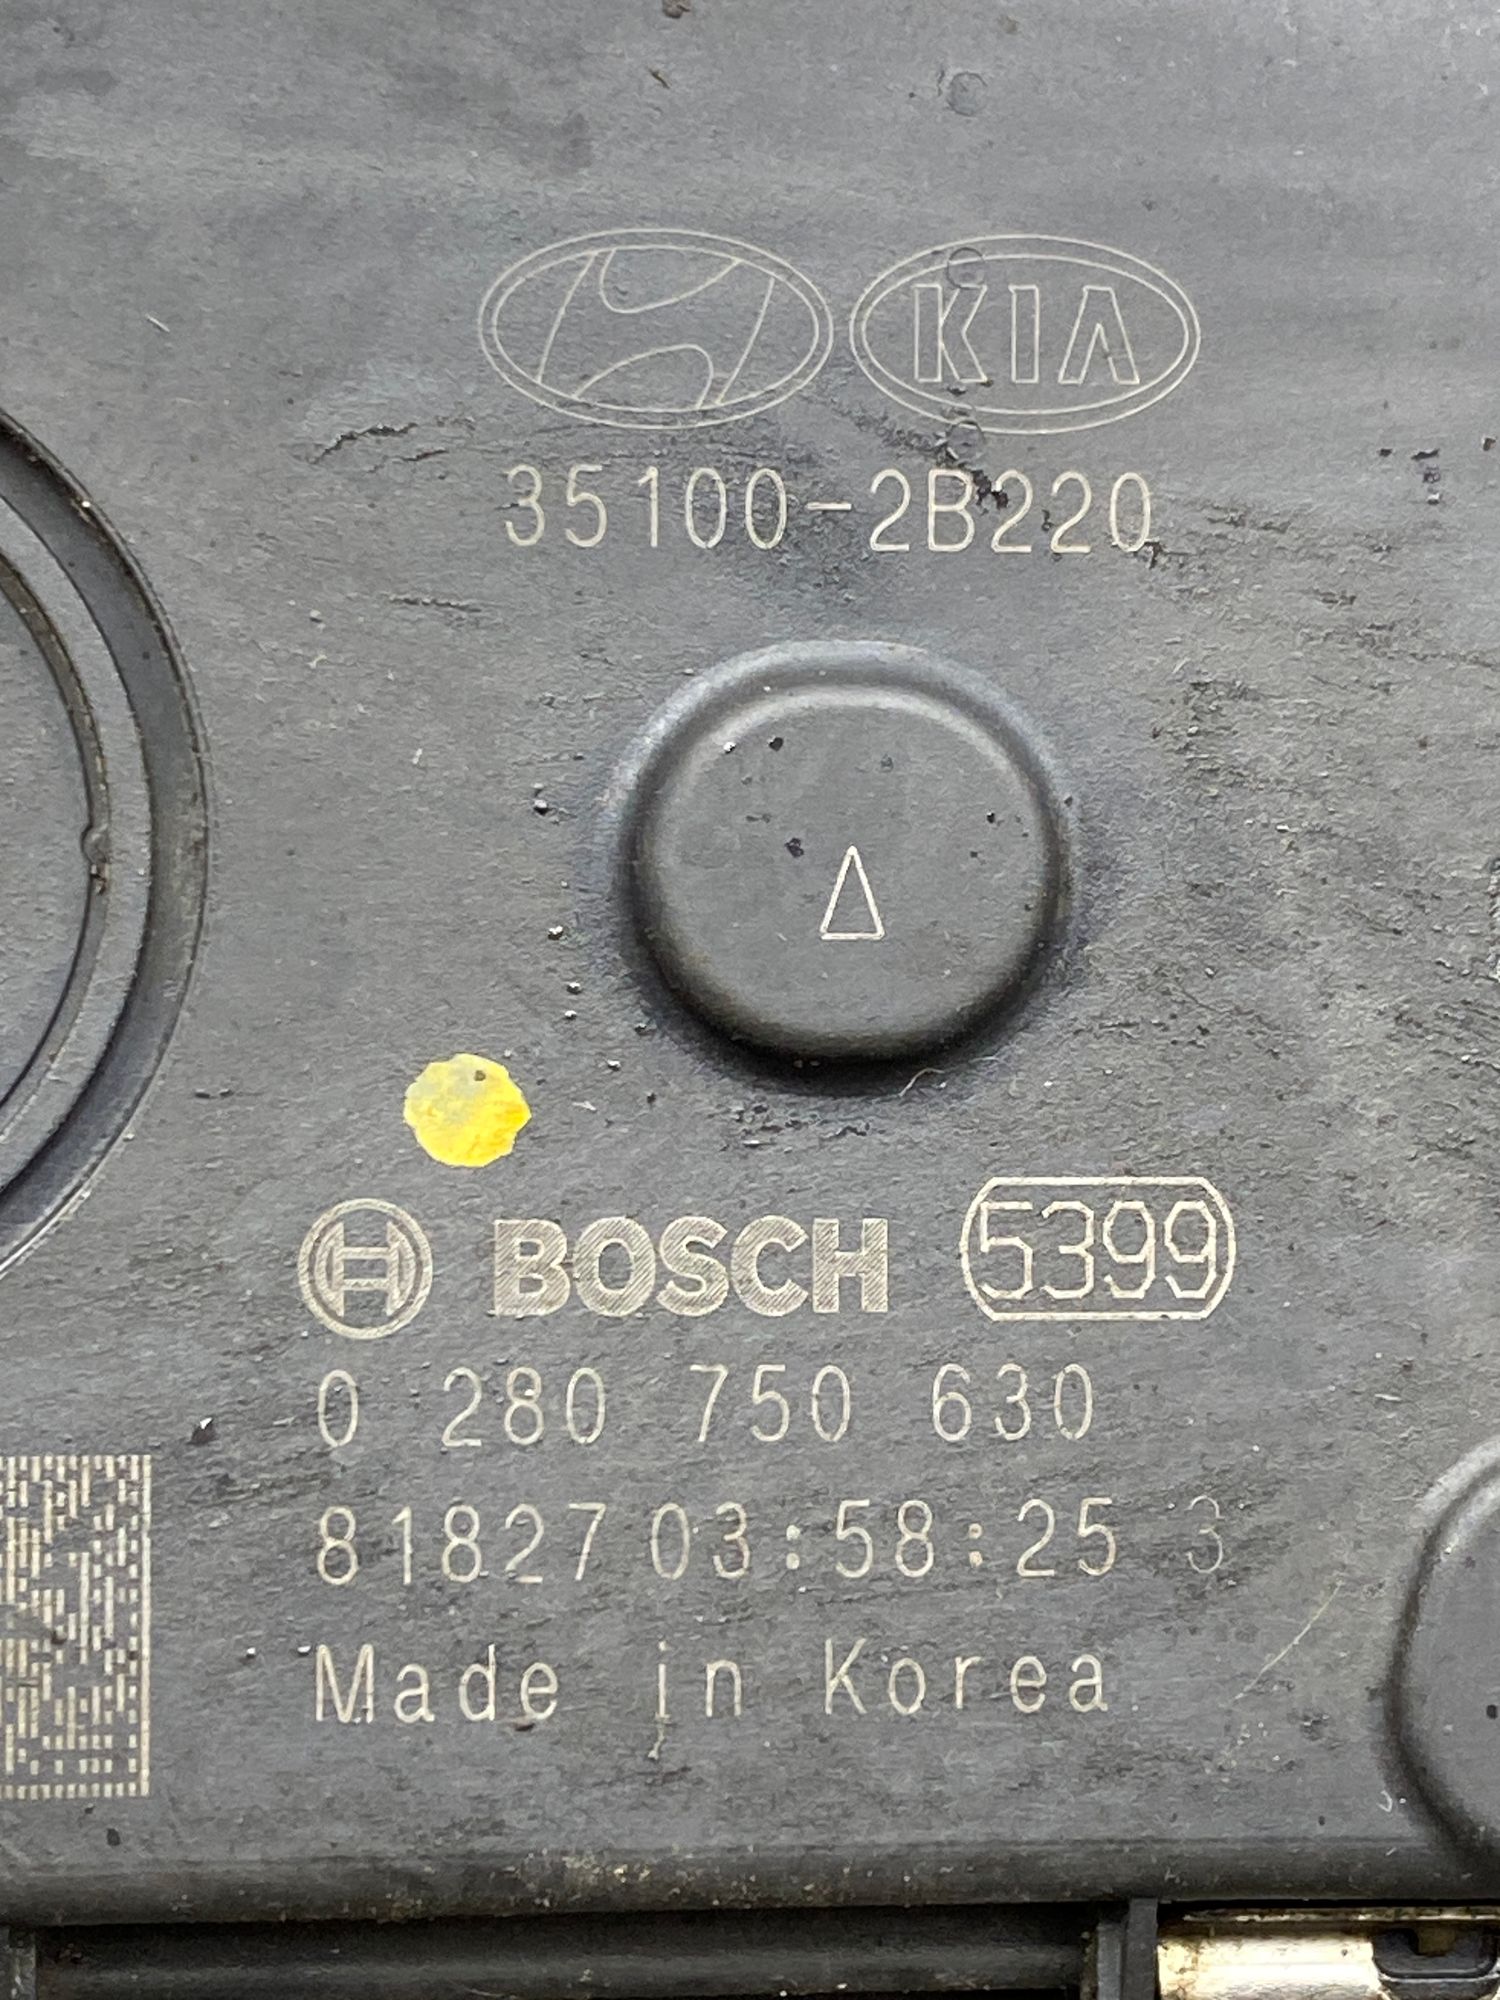 KIA
35100-2B220
BOSCH 5399
0 280 750 630
81827 03:58:25 3
Made in Korea